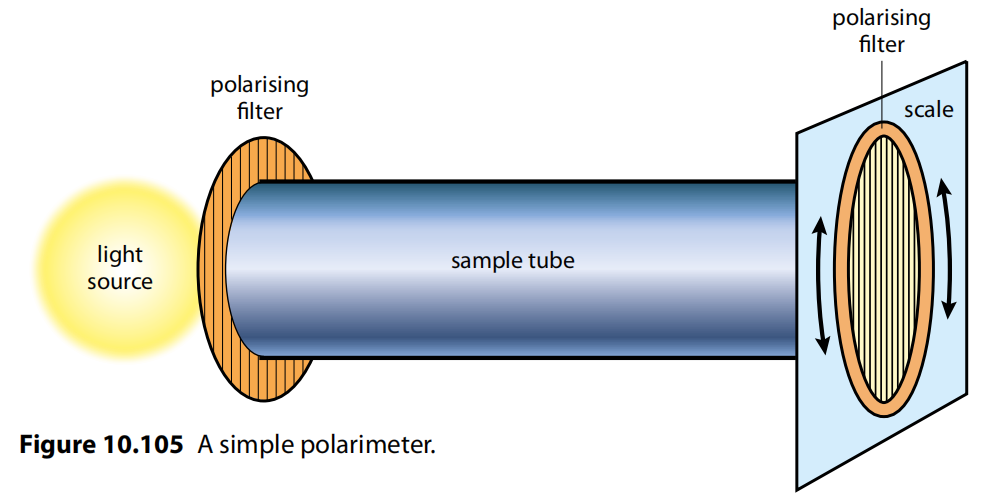 polarising
filter
scale
polarising
filter
light
source
sample tube
Figure 10.105 A simple polarimeter.